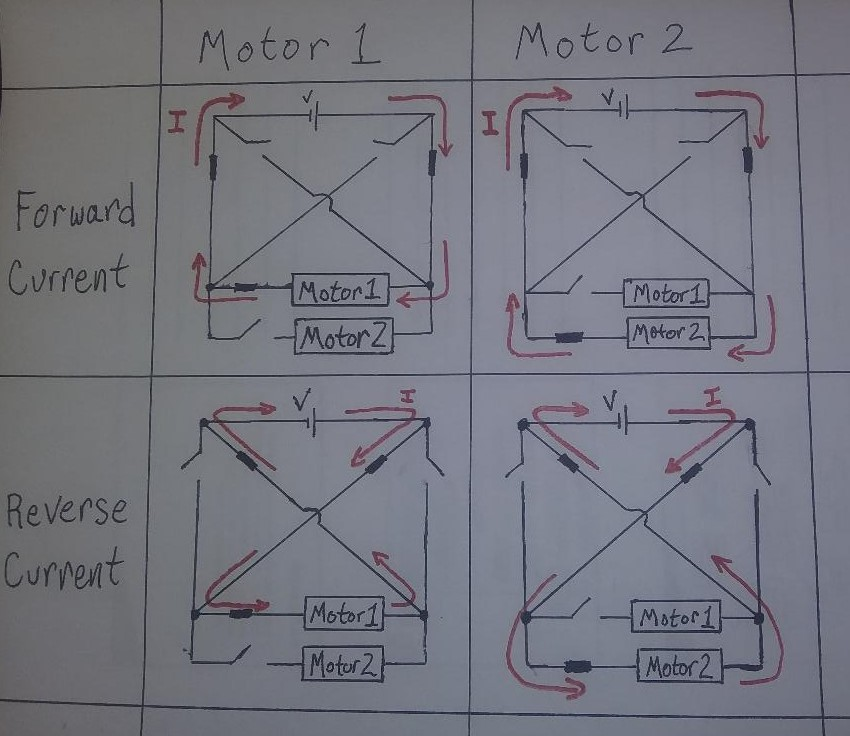 Motor 1
Motor 2
Forward
Current
I
V
Motor1
Motor2
I
V
Motor1
Motor2
Reverse
Current
V
I
Motor1
Motor2
V
I
Motor1
Motor2